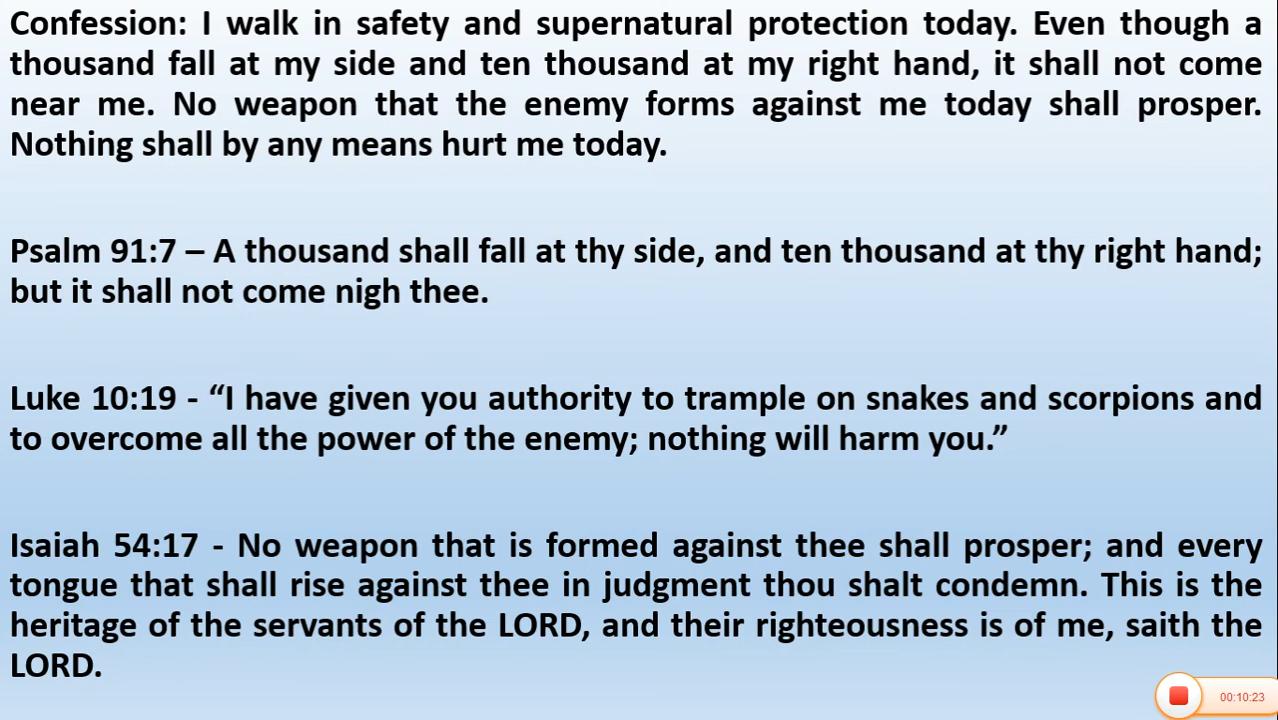 Confession: I walk in safety and supernatural protection today. Even though a
thousand fall at my side and ten thousand at my right hand, it shall not come
near me. No weapon that the enemy forms against me today shall prosper.
Nothing shall by any means hurt me today.
Psalm 91:7 – A thousand shall fall at thy side, and ten thousand at thy right hand;
but it shall not come nigh thee.
Luke 10:19 - “I have given you authority to trample on snakes and scorpions and
to overcome all the power of the enemy; nothing will harm you.”
Isaiah 54:17 - No weapon that is formed against thee shall prosper; and every
tongue that shall rise against thee in judgment thou shalt condemn. This is the
heritage of the servants of the LORD, and their righteousness is of me, saith the
LORD.
00:10:23